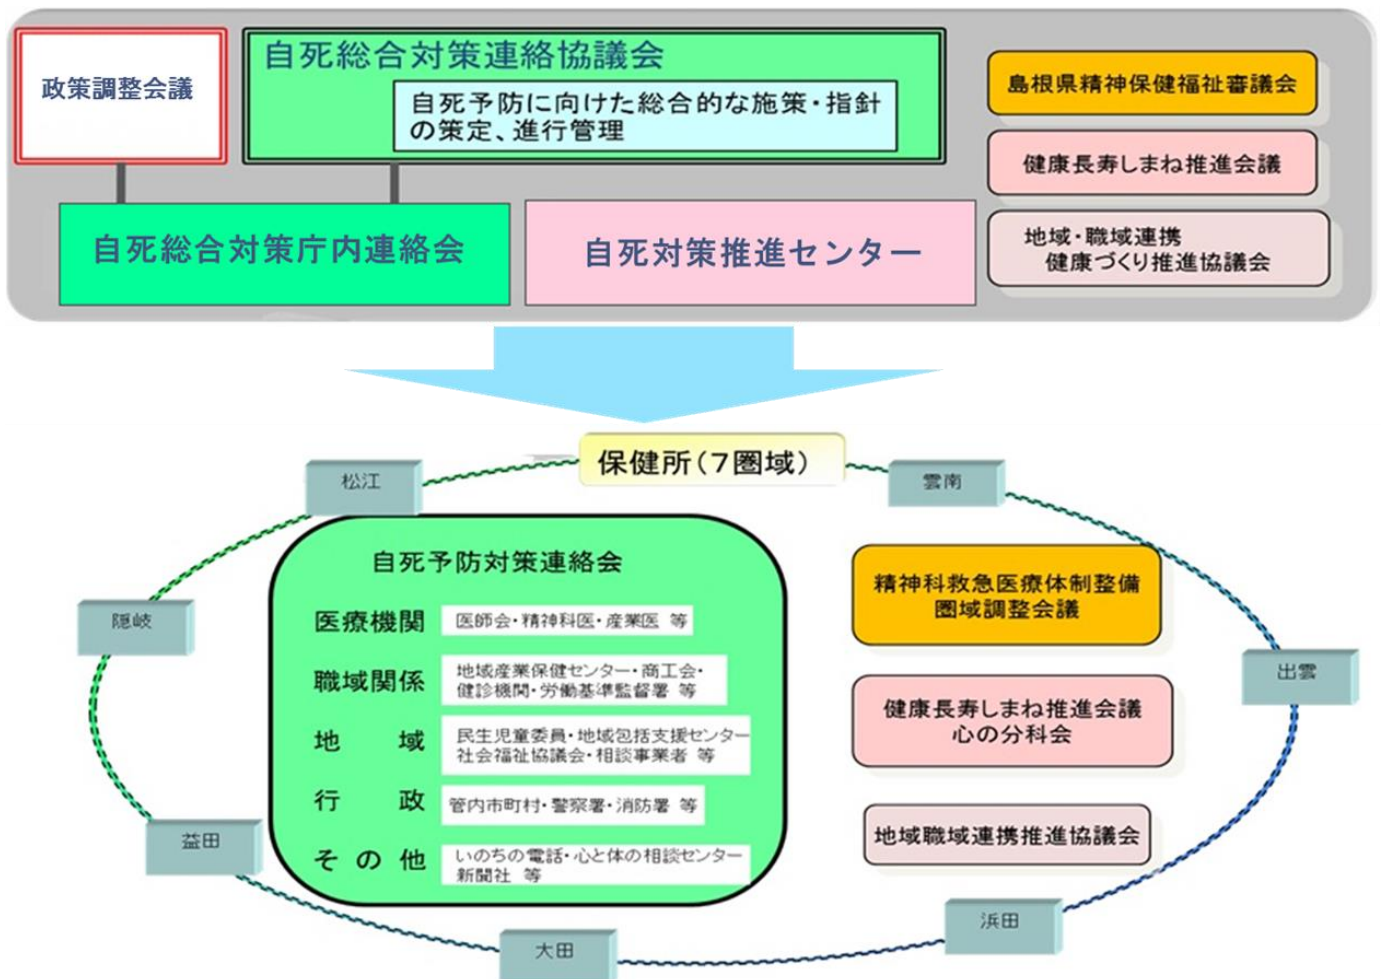 政策調整会議
自死総合対策連絡協議会
自死予防に向けた総合的な施策・指針
の策定、進行管理
島根県精神保健福祉審議会
健康長寿しまね推進会議
地域・職域連携
健康づくり推進協議会
自死総合対策庁内連絡会
自死対策推進センター
保健所（7圏域）
松江
雲南
隠岐
出雲
益田
浜田
大田
自死予防対策連絡会
医療機関
医師会・精神科医・産業医 等
職域関係
地域産業保健センター・商工会・
健診機関・労働基準監督署 等
地　域
民生児童委員・地域包括支援センター
社会福祉協議会・相談事業者 等
行　政
管内市町村・警察署・消防署 等
その他
いのちの電話・心と体の相談センター
新聞社 等
精神科救急医療体制整備
圏域調整会議
健康長寿しまね推進会議
心の分科会
地域職域連携推進協議会